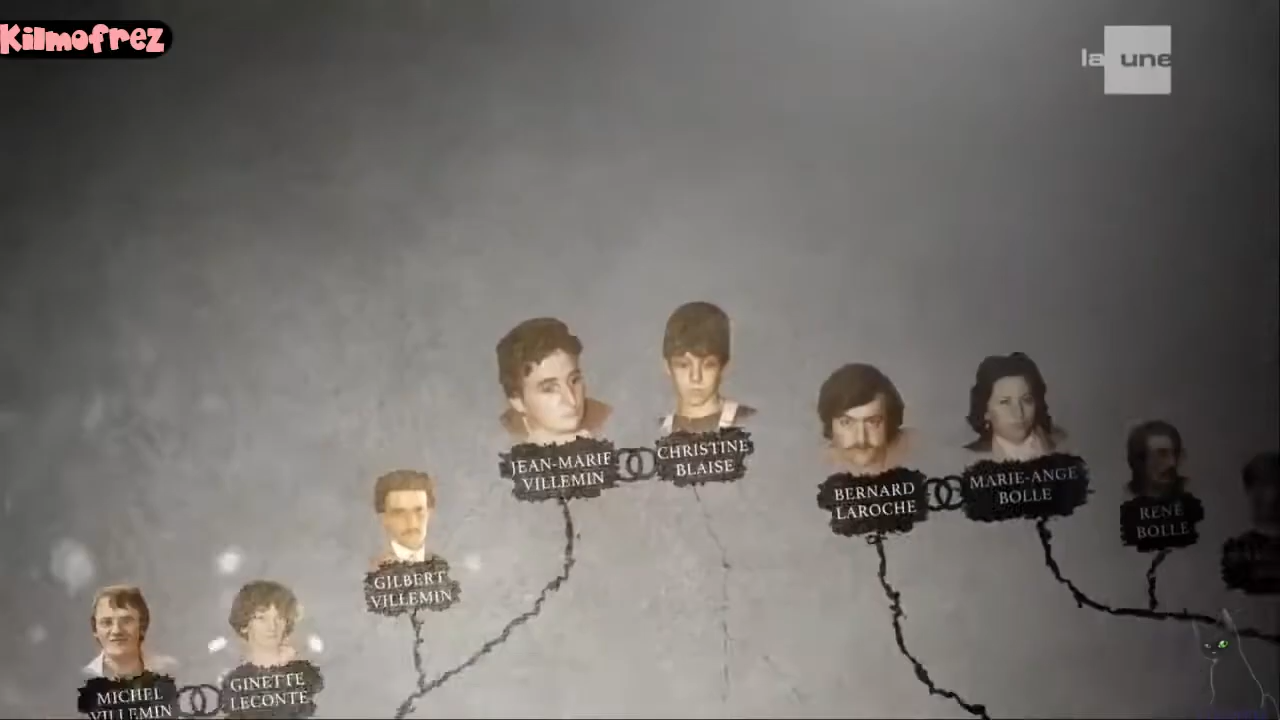 Kilmofrez
la une
JEAN-MARIE
VILLEMIN
CHRISTINE
BLAISE
BERNARD
LAROCHE
MARIE-ANGE
BOLLE
RENÉ
BOLLE
GILBERT
VILLEMIN
MICHEL
VILLEMIN
GINETTE
LECONTE